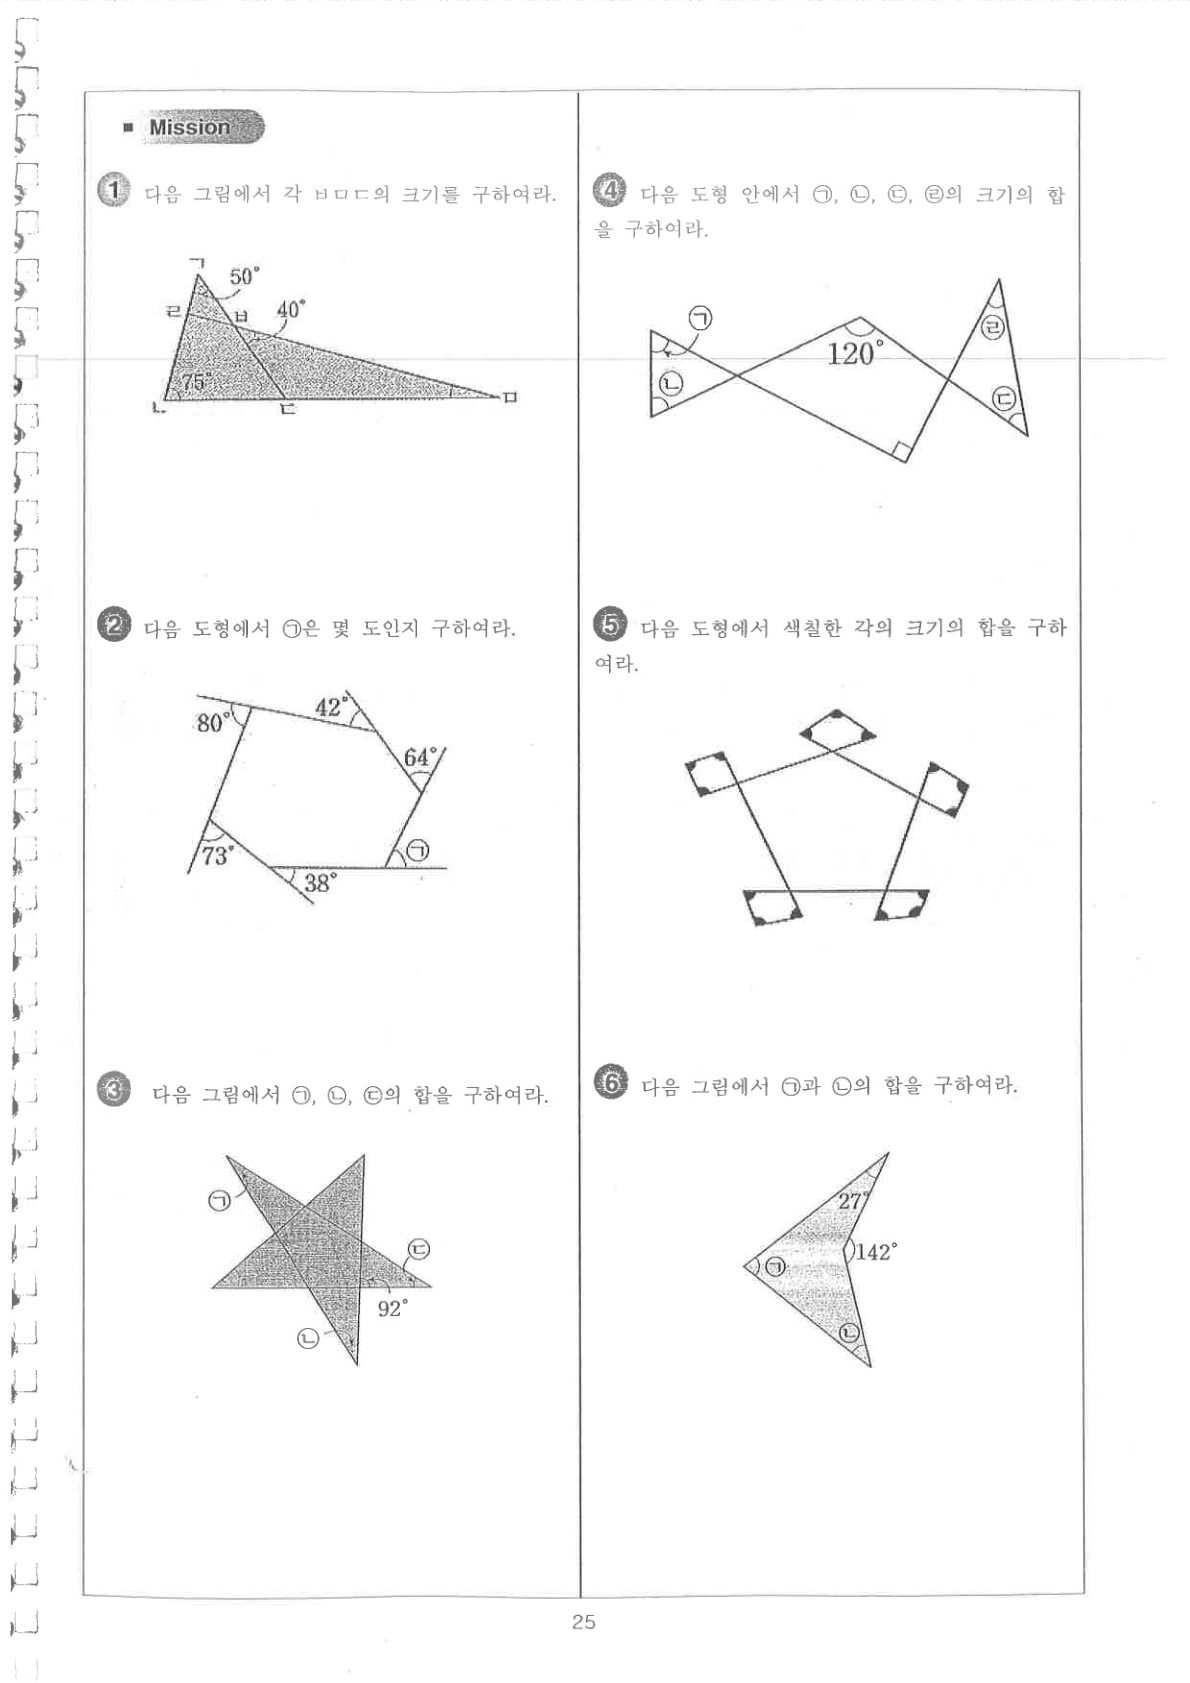 Mission
1 다음 그림에서 각 ㅂㅁㄷ의 크기를 구하여라.
ㄱ
50°
ㄹ
ㅂ
40°
75°
ㄴ
ㄷ
ㅁ
2 다음 도형에서 ㉠은 몇 도인지 구하여라.
80°
42°
64°
73°
38°
㉠
3 다음 그림에서 ㉠, ㉡, ㉢의 합을 구하여라.
㉠
㉢
92°
㉡
4 다음 도형 안에서 ㉠, ㉡, ㉢, ㉣의 크기의 합
을 구하여라.
㉠
㉣
120°
㉡
㉢
5 다음 도형에서 색칠한 각의 크기의 합을 구하
여라.
6 다음 그림에서 ㉠과 ㉡의 합을 구하여라.
27°
142°
㉠
㉡
25